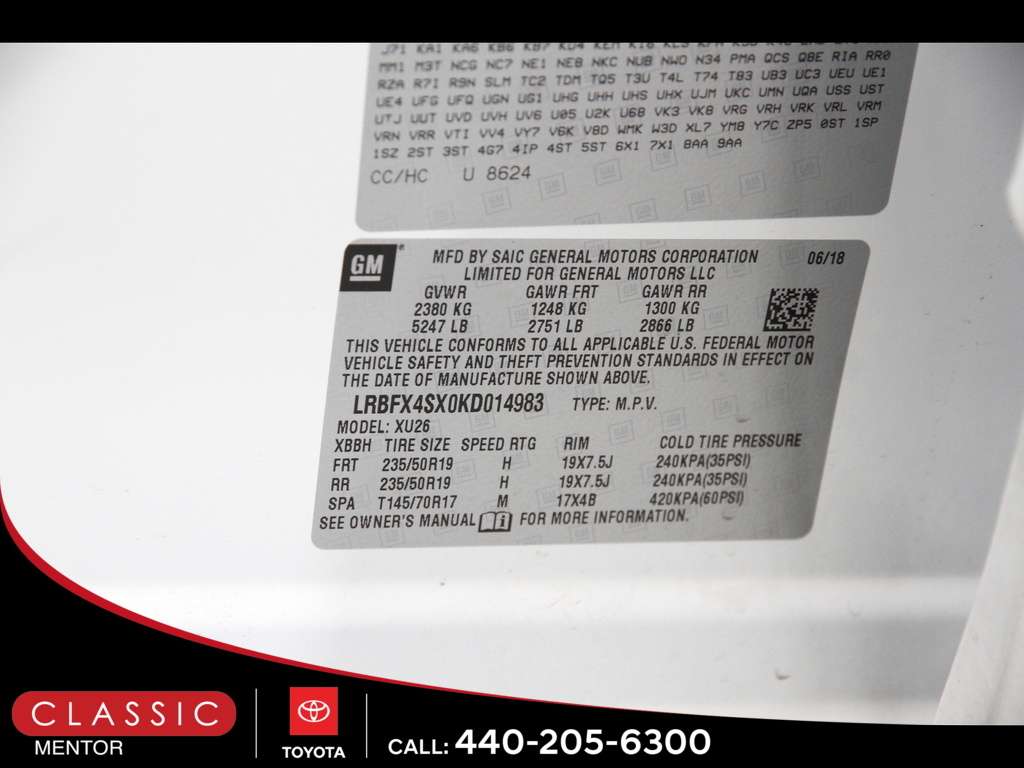 MM1 M3T NCG NC7 NE1 NE8 NKC NUB NWO N34 PMA QCS Q8E RIA RR0
RZA R7I R9N SLM TC2 TDM TQ5 T3U T4L T74 T83 UB3 UC3 UEU UE1
UE4 UFG UFQ UGN UG1 UHG UHH UHS UHX UJM UKC UMN UQA USS UST
UTJ UUT UVD UVH UV6 U05 U2K U68 VK3 VK8 VRG VRH VRK VRL VRM
VRN VRR VTI VV4 VY7 V6K V8D WMK W3D XL7 YM8 Y7C ZP5 0ST 1SP
1SZ 2ST 3ST 4G7 4IP 4ST 5ST 6X1 7X1 8AA 9AA
CC/HC U 8624
GM
MFD BY SAIC GENERAL MOTORS CORPORATION 06/18
LIMITED FOR GENERAL MOTORS LLC
GVWR GAWR FRT GAWR RR
2380 KG 1248 KG 1300 KG
5247 LB 2751 LB 2866 LB
THIS VEHICLE CONFORMS TO ALL APPLICABLE U.S. FEDERAL MOTOR
VEHICLE SAFETY AND THEFT PREVENTION STANDARDS IN EFFECT ON
THE DATE OF MANUFACTURE SHOWN ABOVE.
LRBFX4SX0KD014983 TYPE: M.P.V.
MODEL: XU26
XBBH TIRE SIZE SPEED RTG RIM COLD TIRE PRESSURE
FRT 235/50R19 H 19X7.5J 240KPA(35PSI)
RR 235/50R19 H 19X7.5J 240KPA(35PSI)
SPA T145/70R17 M 17X4B 420KPA(60PSI)
SEE OWNER'S MANUAL FOR MORE INFORMATION.
CLASSIC
MENTOR
TOYOTA
CALL: 440-205-6300